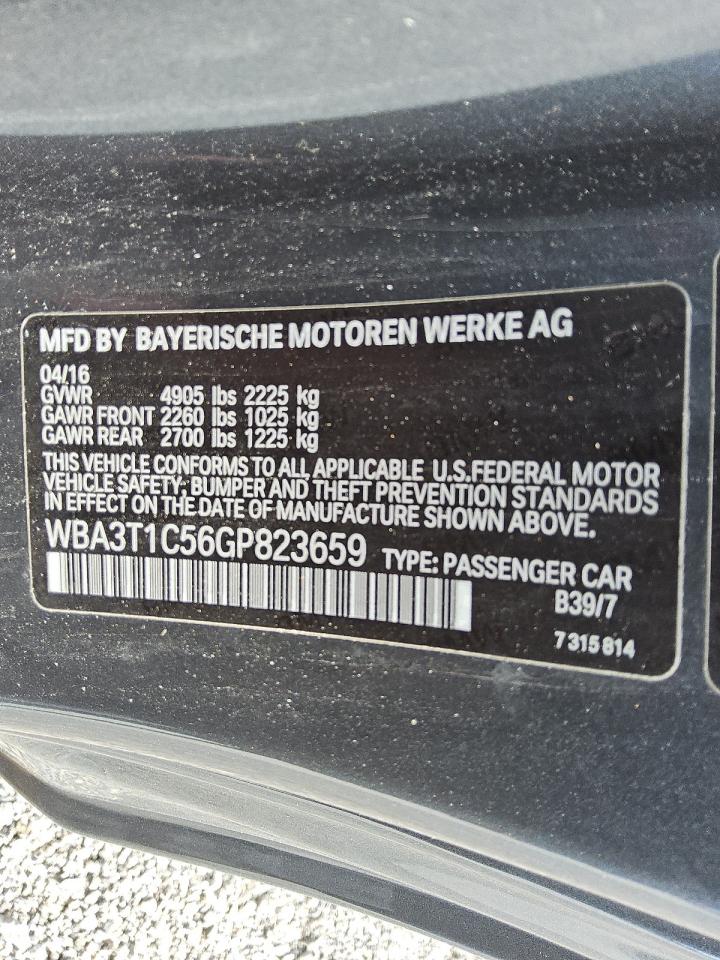 MFD BY BAYERISCHE MOTOREN WERKE AG
04/16
GVWR 4905 lbs 2225 kg
GAWR FRONT 2260 lbs 1025 kg
GAWR REAR 2700 lbs 1225 kg
THIS VEHICLE CONFORMS TO ALL APPLICABLE U.S.FEDERAL MOTOR
VEHICLE SAFETY, BUMPER AND THEFT PREVENTION STANDARDS
IN EFFECT ON THE DATE OF MANUFACTURE SHOWN ABOVE.
WBA3T1C56GP823659 TYPE: PASSENGER CAR
B39/7
7 315 814